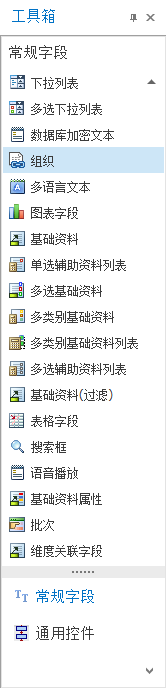 工具箱
常规字段
下拉列表
多选下拉列表
数据库加密文本
组织
多语言文本
图表字段
基础资料
单选辅助资料列表
多选基础资料
多类别基础资料
多类别基础资料列表
多选辅助资料列表
基础资料(过滤)
表格字段
搜索框
语音播放
基础资料属性
批次
维度关联字段
常规字段
通用控件